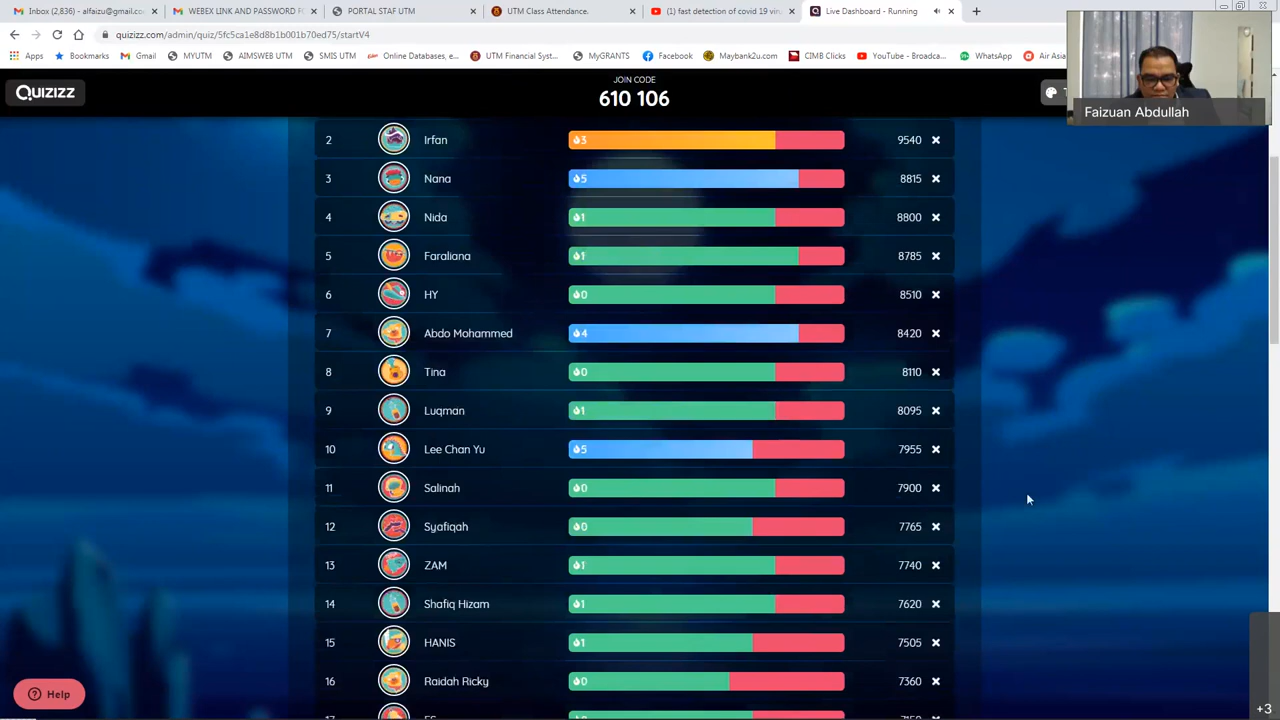 Inbox (2,836) - alfaizu@gmail.co
WEBEX LINK AND PASSWORD FO
PORTAL STAF UTM
UTM Class Attendance.
(1) fast detection of covid 19 viru
Live Dashboard - Running
quizizz.com/admin/quiz/5fc5ca1e8d8b1b001b70ed75/startV4
Apps
Bookmarks
Gmail
MYUTM
AIMSWEB UTM
SMIS UTM
Online Databases, e...
UTM Financial Syst...
MyGRANTS
Facebook
Maybank2u.com
CIMB Clicks
YouTube - Broadca...
WhatsApp
Air Asia
QUIZIZZ
JOIN CODE
610 106
Faizuan Abdullah
2 Irfan 3 9540
3 Nana 5 8815
4 Nida 1 8800
5 Faraliana 1 8785
6 HY 0 8510
7 Abdo Mohammed 4 8420
8 Tina 0 8110
9 Luqman 1 8095
10 Lee Chan Yu 5 7955
11 Salinah 0 7900
12 Syafiqah 0 7765
13 ZAM 1 7740
14 Shafiq Hizam 1 7620
15 HANIS 1 7505
16 Raidah Ricky 0 7360
Help
+3